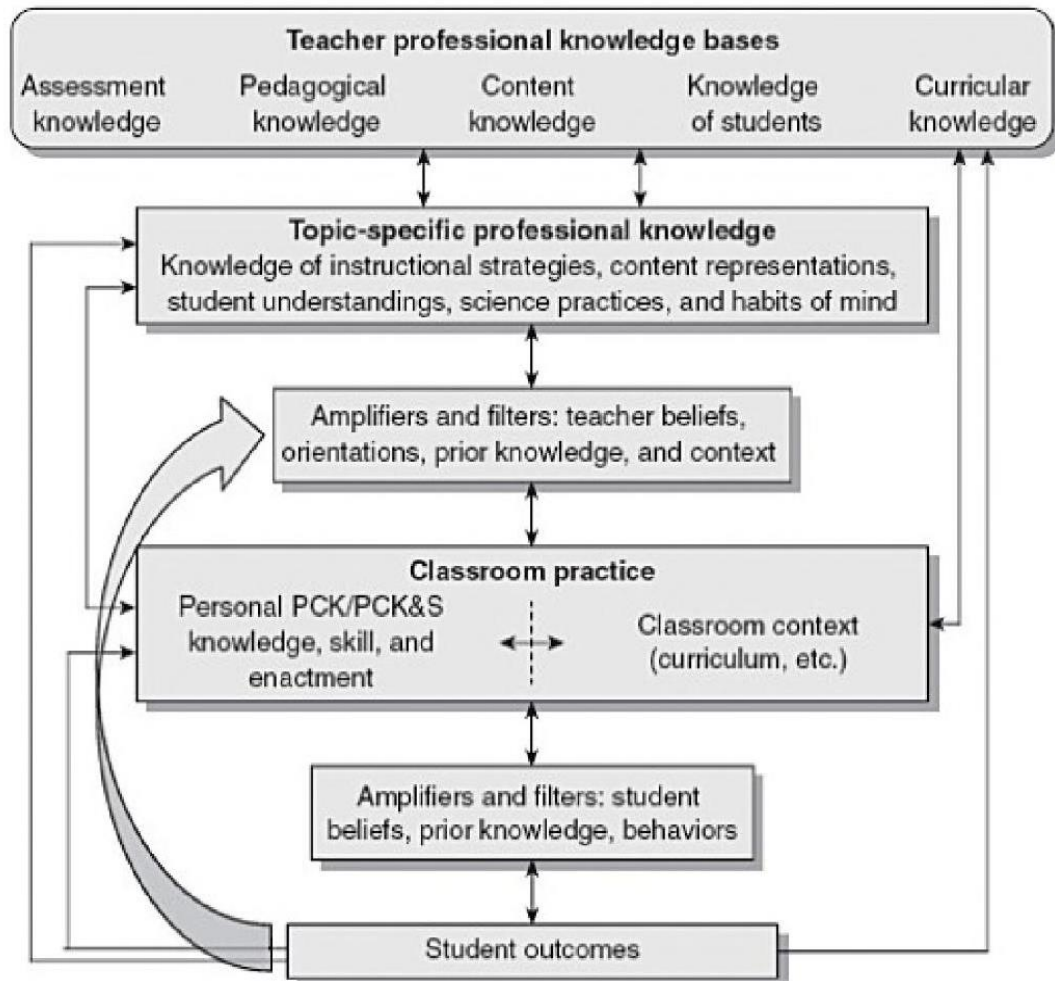 Teacher professional knowledge bases
Assessment knowledge
Pedagogical knowledge
Content knowledge
Knowledge of students
Curricular knowledge
Topic-specific professional knowledge
Knowledge of instructional strategies, content representations,
student understandings, science practices, and habits of mind
Amplifiers and filters: teacher beliefs,
orientations, prior knowledge, and context
Classroom practice
Personal PCK/PCK&S
knowledge, skill, and
enactment
Classroom context
(curriculum, etc.)
Amplifiers and filters: student
beliefs, prior knowledge, behaviors
Student outcomes